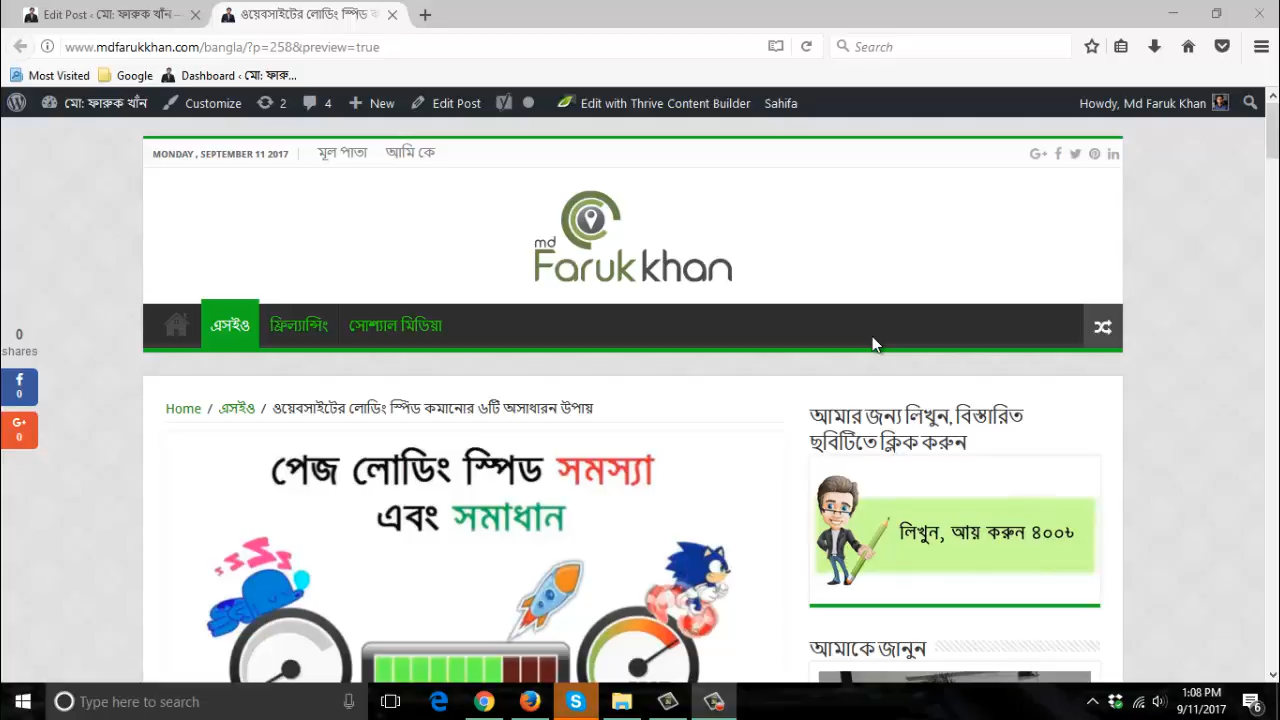 Edit Post ‹ মো: ফারুক খাঁন —
ওয়েবসাইটের লোডিং স্পিড ক
www.mdfarukkhan.com/bangla/?p=258&preview=true
Search
Most Visited
Google
Dashboard ‹ মো: ফারু...
মো: ফারুক খাঁন
Customize
2
4
New
Edit Post
Edit with Thrive Content Builder
Sahifa
Howdy, Md Faruk Khan
MONDAY , SEPTEMBER 11 2017
মূল পাতা
আমি কে
G+
md
Farukkhan
এসইও
ফ্রিল্যান্সিং
সোশ্যাল মিডিয়া
0
shares
0
G+
0
Home / এসইও / ওয়েবসাইটের লোডিং স্পিড কমানোর ৬টি অসাধারন উপায়
পেজ লোডিং স্পিড সমস্যা
এবং সমাধান
আমার জন্য লিখুন, বিস্তারিত
ছবিটিতে ক্লিক করুন
লিখুন, আয় করুন ৪০০৳
আমাকে জানুন
Type here to search
1:08 PM
9/11/2017
6